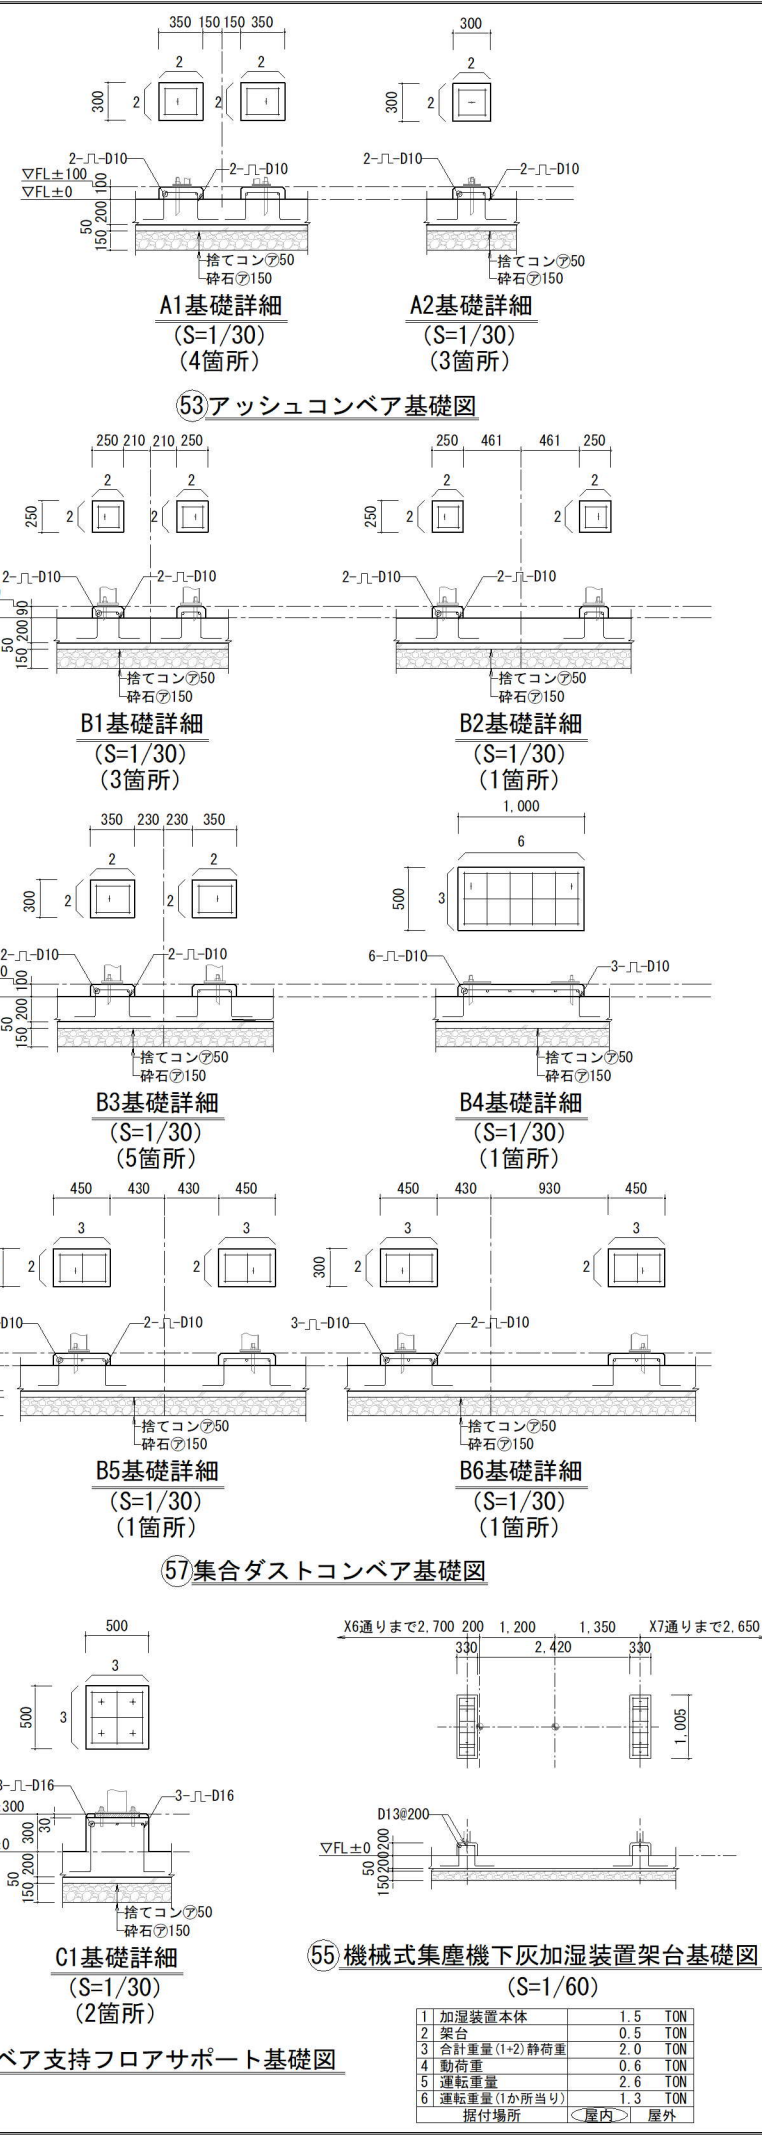 350 150 150 350
300
2 2
2
300 2 2
300 2
2-D10 2-D10
2-D10 2-D10
▽FL±100
▽FL±0
100
200
50
150
捨てコン㋐50
砕石㋐150
捨てコン㋐50
砕石㋐150
A1基礎詳細
(S=1/30)
(4箇所)
A2基礎詳細
(S=1/30)
(3箇所)
53 アッシュコンベア基礎図
250 210 210 250
250 461 461 250
2 2
2 2
250 2 2
250 2 2
2-D10 2-D10
2-D10 2-D10
90
200
50
150
捨てコン㋐50
砕石㋐150
捨てコン㋐50
砕石㋐150
B1基礎詳細
(S=1/30)
(3箇所)
B2基礎詳細
(S=1/30)
(1箇所)
350 230 230 350
1,000
2 2
6
300 2 2
500 3
2-D10 2-D10
6-D10 3-D10
0
100
200
50
150
捨てコン㋐50
砕石㋐150
捨てコン㋐50
砕石㋐150
B3基礎詳細
(S=1/30)
(5箇所)
B4基礎詳細
(S=1/30)
(1箇所)
450 430 430 450
450 430 930 450
3 3
3 3
2 2
300 2 2
D10 2-D10
3-D10 2-D10
捨てコン㋐50
砕石㋐150
捨てコン㋐50
砕石㋐150
B5基礎詳細
(S=1/30)
(1箇所)
B6基礎詳細
(S=1/30)
(1箇所)
57 集合ダストコンベア基礎図
500
3
500 3
3-D16 3-D16
300
0
30
300
200
50
150
捨てコン㋐50
砕石㋐150
C1基礎詳細
(S=1/30)
(2箇所)
ベア支持フロアサポート基礎図
X6通りまで2,700 200 1,200 1,350 X7通りまで2,650
330 2,420 330
1,005
D13@200
▽FL±0
200
200
50
150
55 機械式集塵機下灰加湿装置架台基礎図
(S=1/60)
1 加湿装置本体 1.5 TON
2 架台 0.5 TON
3 合計重量(1+2)静荷重 2.0 TON
4 動荷重 0.6 TON
5 運転重量 2.6 TON
6 運転重量(1か所当り) 1.3 TON
据付場所 屋内 屋外